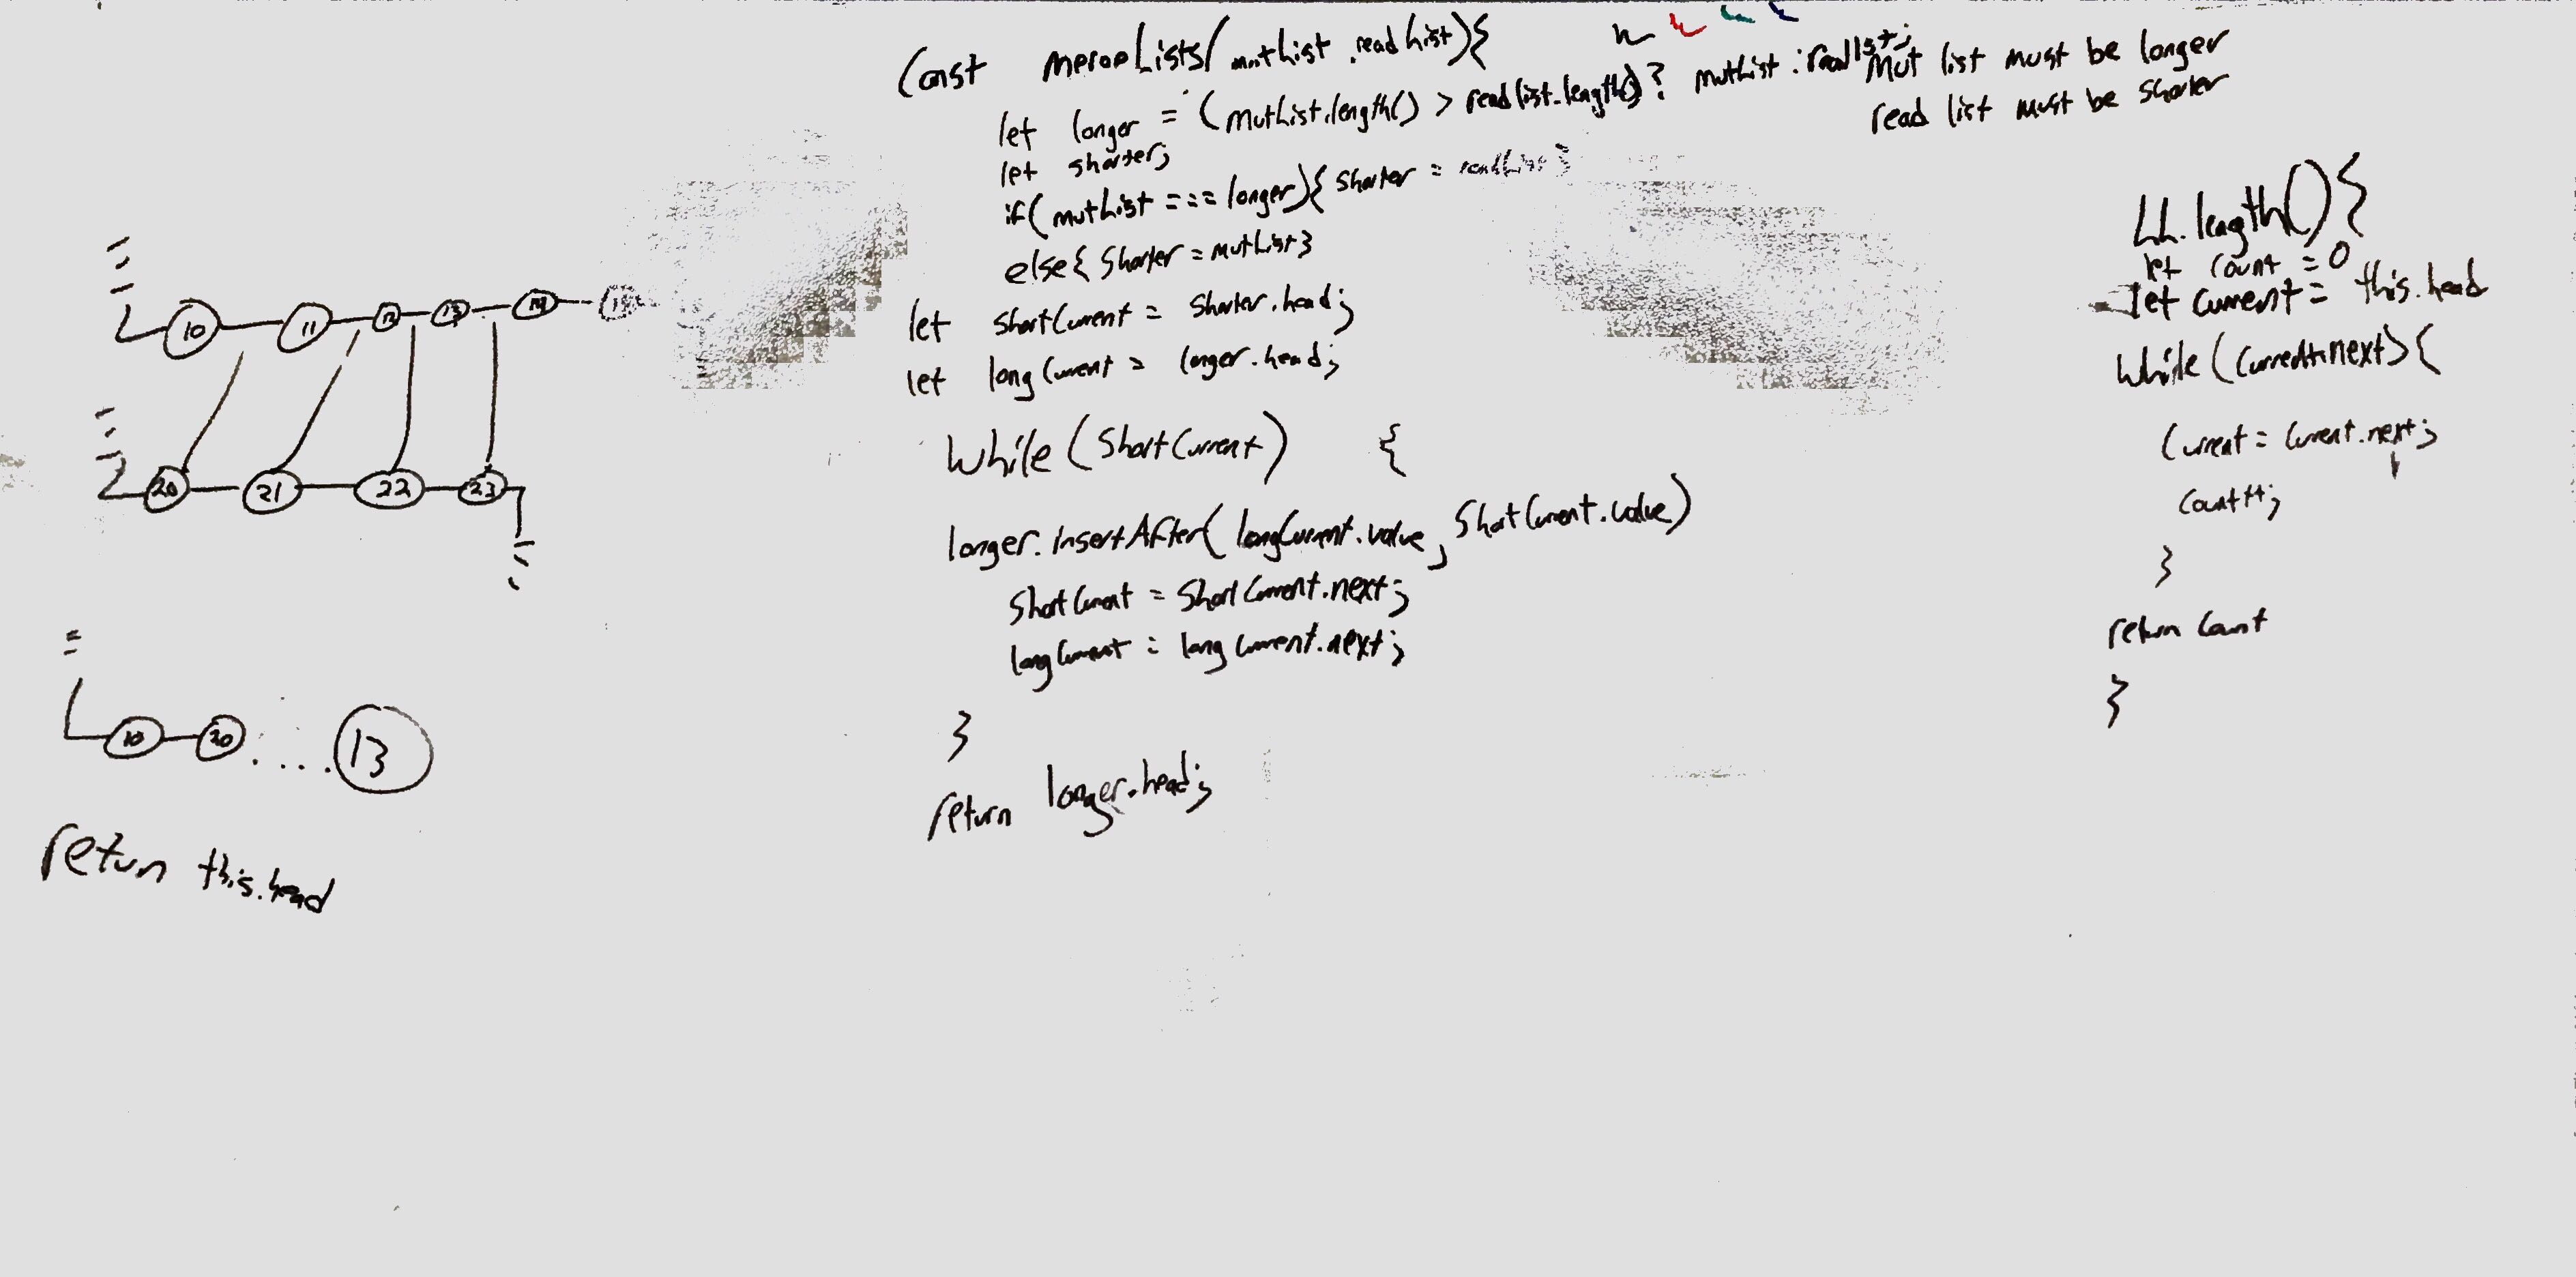 Const mergeLists(mutList, readList){
let longer = (mutList.length() > readlist.length()) ? mutList : readlist;
let shorter;
if(mutList === longer){ shorter = readList }
else{ shorter = mutList}
let shortCurrent = shorter.head;
let longCurrent = longer.head;
while (shortCurrent) {
longer.insertAfter(longCurrent.value, shortCurrent.value)
shortCurrent = shortCurrent.next;
longCurrent = longCurrent.next;
}
return longer.head;
Mut list must be longer
read list must be shorter
LL.length(){
let count = 0
let current = this.head
while (current.next){
Current = current.next;
count++;
}
return count
}
10 11 12 13 14
20 21 22 23
10 20 .... 13
return this.head